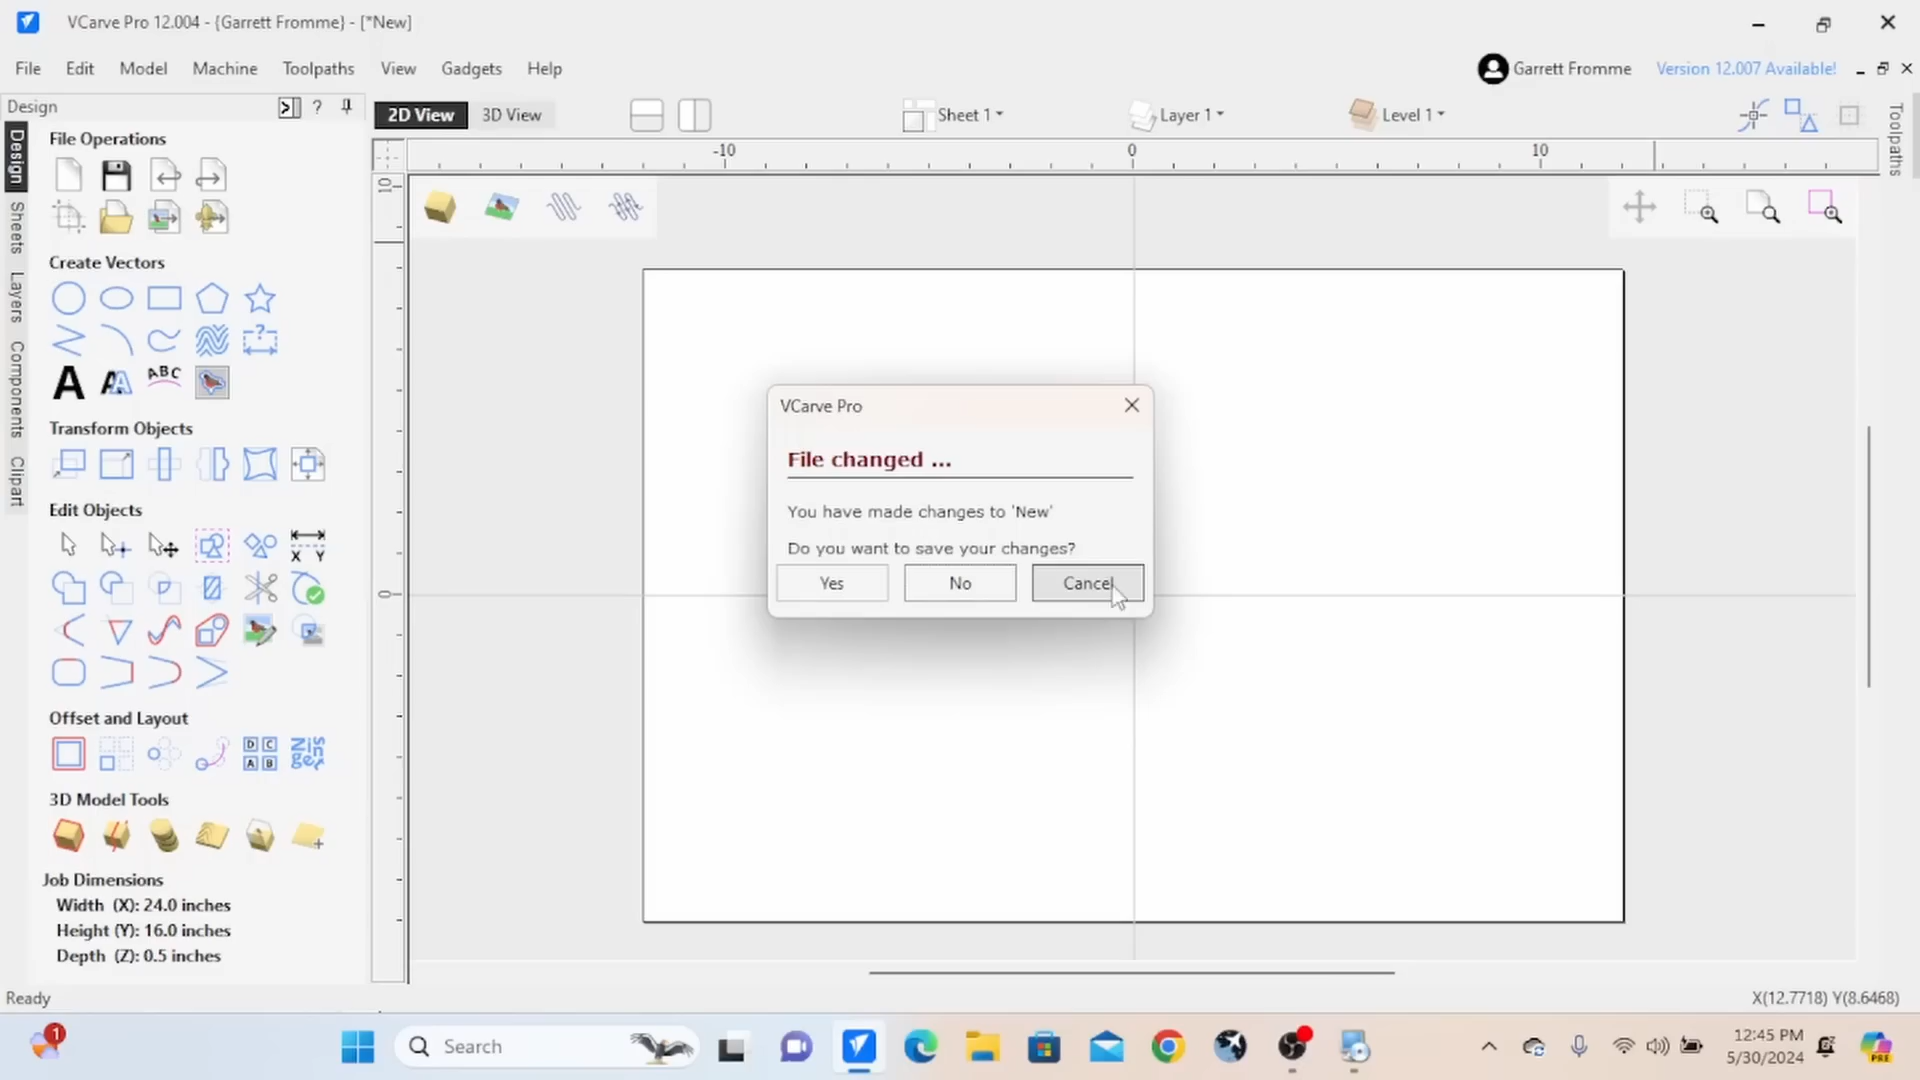 VCarve Pro 12.004 - {Garrett Fromme} - [*New]
File Edit Model Machine Toolpaths View Gadgets Help
Garrett Fromme Version 12.007 Available!
Design ?
2D View 3D View Sheet 1 Layer 1 Level 1
Design
Sheets
Layers
Components
Clipart
Toolpaths
File Operations
Create Vectors
?
A A ABC
Transform Objects
Edit Objects
X Y
Offset and Layout
D C
A B
3D Model Tools
Job Dimensions
Width (X): 24.0 inches
Height (Y): 16.0 inches
Depth (Z): 0.5 inches
-10 0 10
10
0
VCarve Pro
File changed ...
You have made changes to 'New'
Do you want to save your changes?
Yes No Cancel
Ready
X(12.7718) Y(8.6468)
1
Search
12:45 PM
5/30/2024
PRE